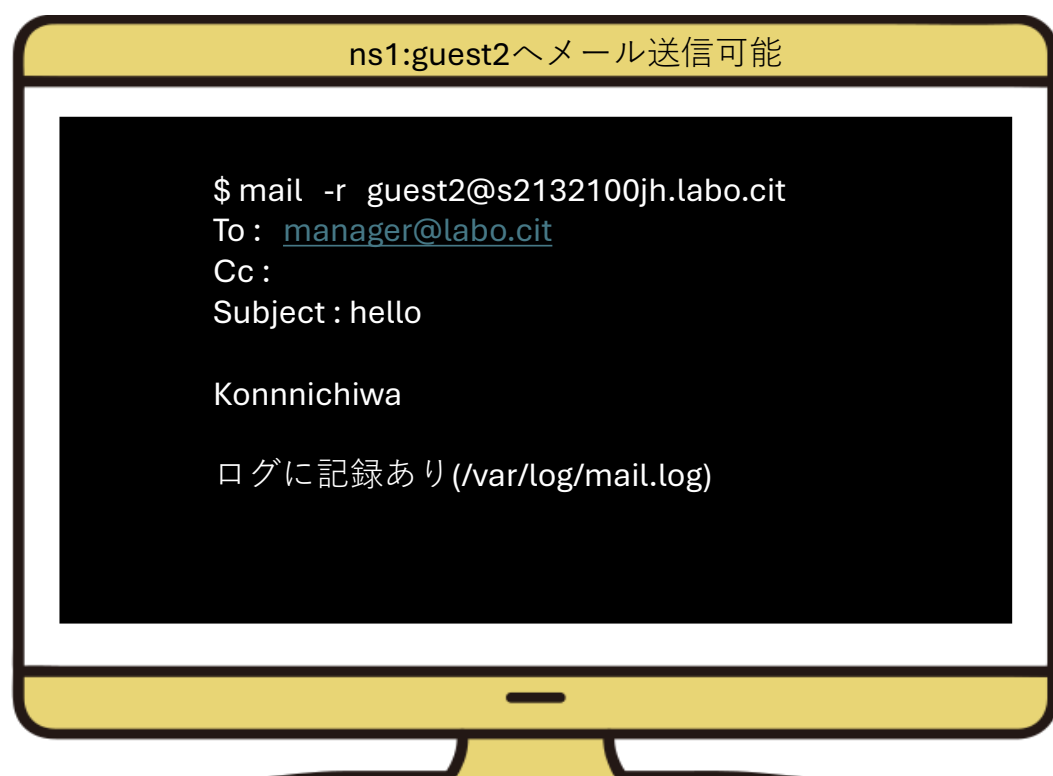 ns1:guest2へメール送信可能
$ mail -r guest2@s2132100jh.labo.cit
To : manager@labo.cit
Cc :
Subject : hello
Konnnichiwa
ログに記録あり(/var/log/mail.log)